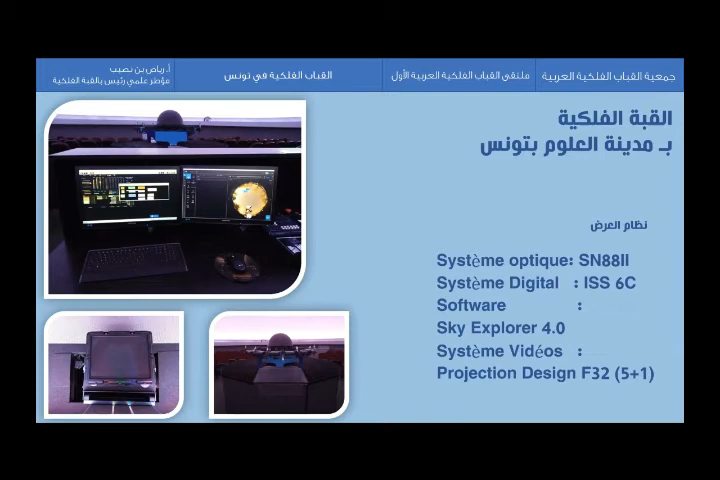 جمعية القباب الفلكية العربية
ملتقى القباب الفلكية العربية الأول
القباب الفلكية في تونس
أ. رياض بن نصيب
مؤطر علمي رئيس بالقبة الفلكية
القبة الفلكية
بـ مدينة العلوم بتونس
نظام العرض
Système optique: SN88II
Système Digital : ISS 6C
Software :
Sky Explorer 4.0
Système Vidéos :
Projection Design F32 (5+1)